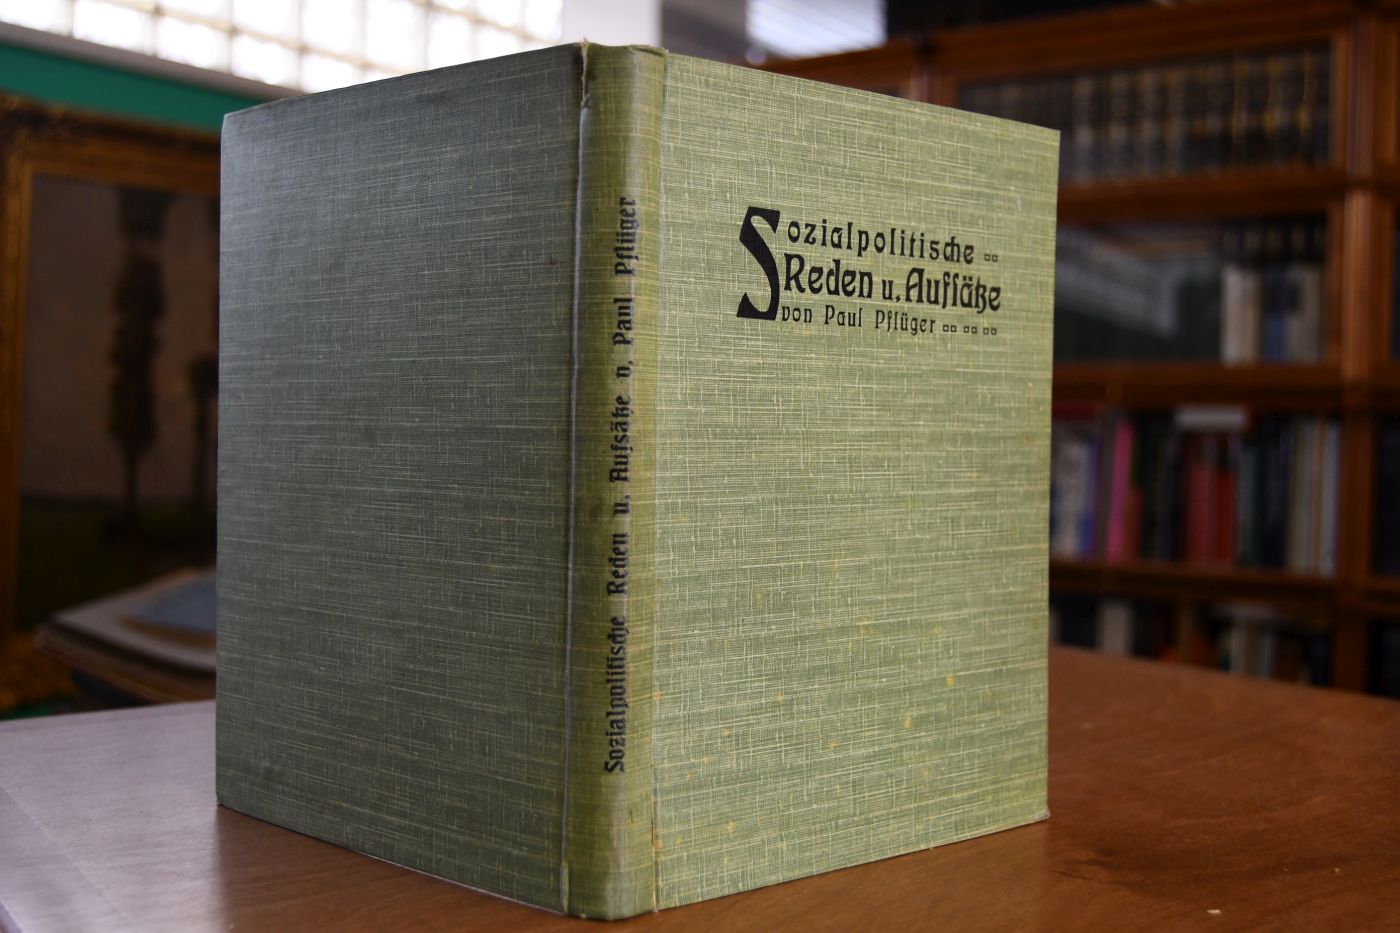 Sozialpolitische Reden u. Aufsätze v. Paul Pflüger
Sozialpolitische
Reden u. Aufsätze
von Paul Pflüger